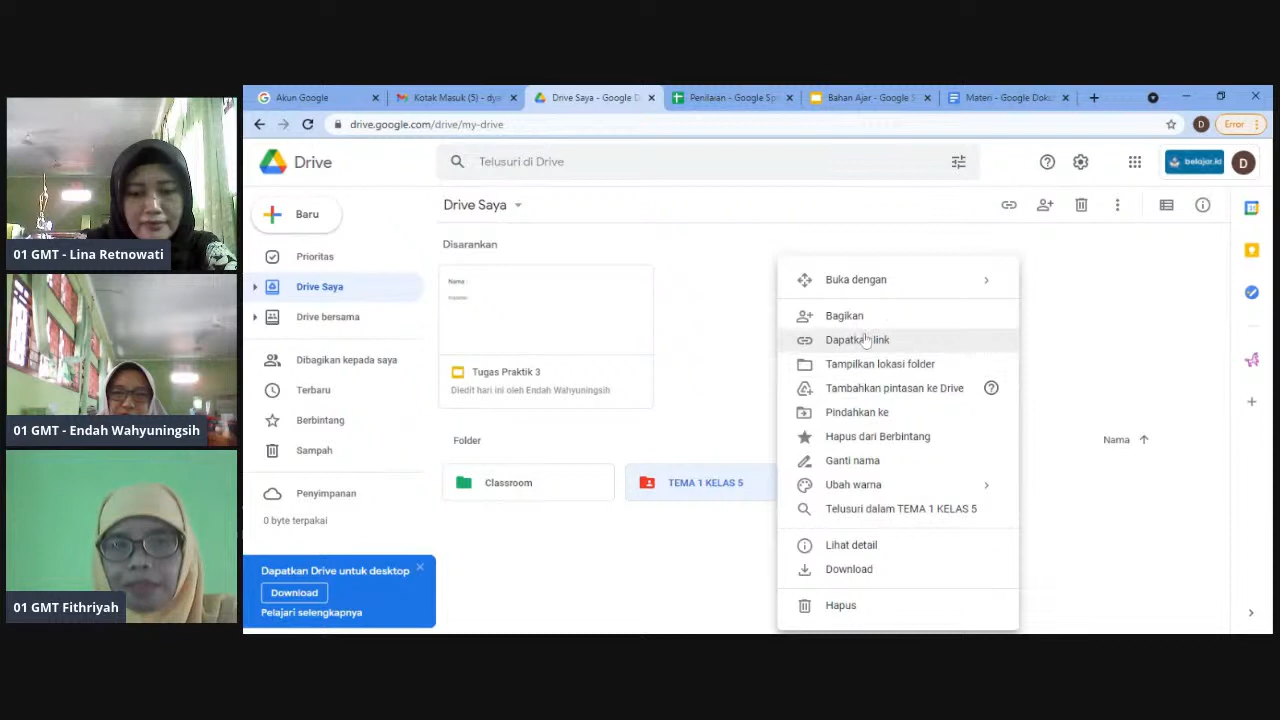 01 GMT - Lina Retnowati
01 GMT - Endah Wahyuningsih
01 GMT Fithriyah
Akun Google
Kotak Masuk (5) - dya
Drive Saya - Google D
Penilaian - Google Sp
Bahan Ajar - Google S
Materi - Google Doku
drive.google.com/drive/my-drive
D
Error
Drive
Telusuri di Drive
belajar.id
D
Baru
Prioritas
Drive Saya
Drive bersama
Dibagikan kepada saya
Terbaru
Berbintang
Sampah
Penyimpanan
0 byte terpakai
Dapatkan Drive untuk desktop
Download
Pelajari selengkapnya
Drive Saya
Disarankan
Nama :
Tugas Praktik 3
Diedit hari ini oleh Endah Wahyuningsih
Folder
Nama
Classroom
TEMA 1 KELAS 5
Buka dengan
Bagikan
Dapatkan link
Tampilkan lokasi folder
Tambahkan pintasan ke Drive
Pindahkan ke
Hapus dari Berbintang
Ganti nama
Ubah warna
Telusuri dalam TEMA 1 KELAS 5
Lihat detail
Download
Hapus